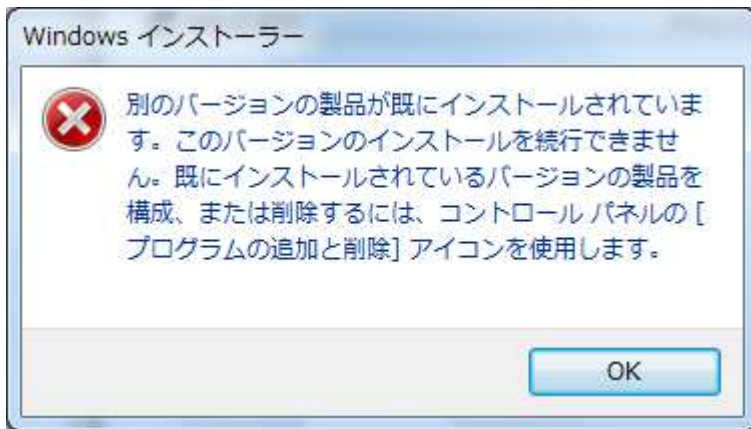 Windows インストーラー
別のバージョンの製品が既にインストールされていま
す。このバージョンのインストールを続行できませ
ん。既にインストールされているバージョンの製品を
構成、または削除するには、コントロール パネルの [
プログラムの追加と削除] アイコンを使用します。
OK